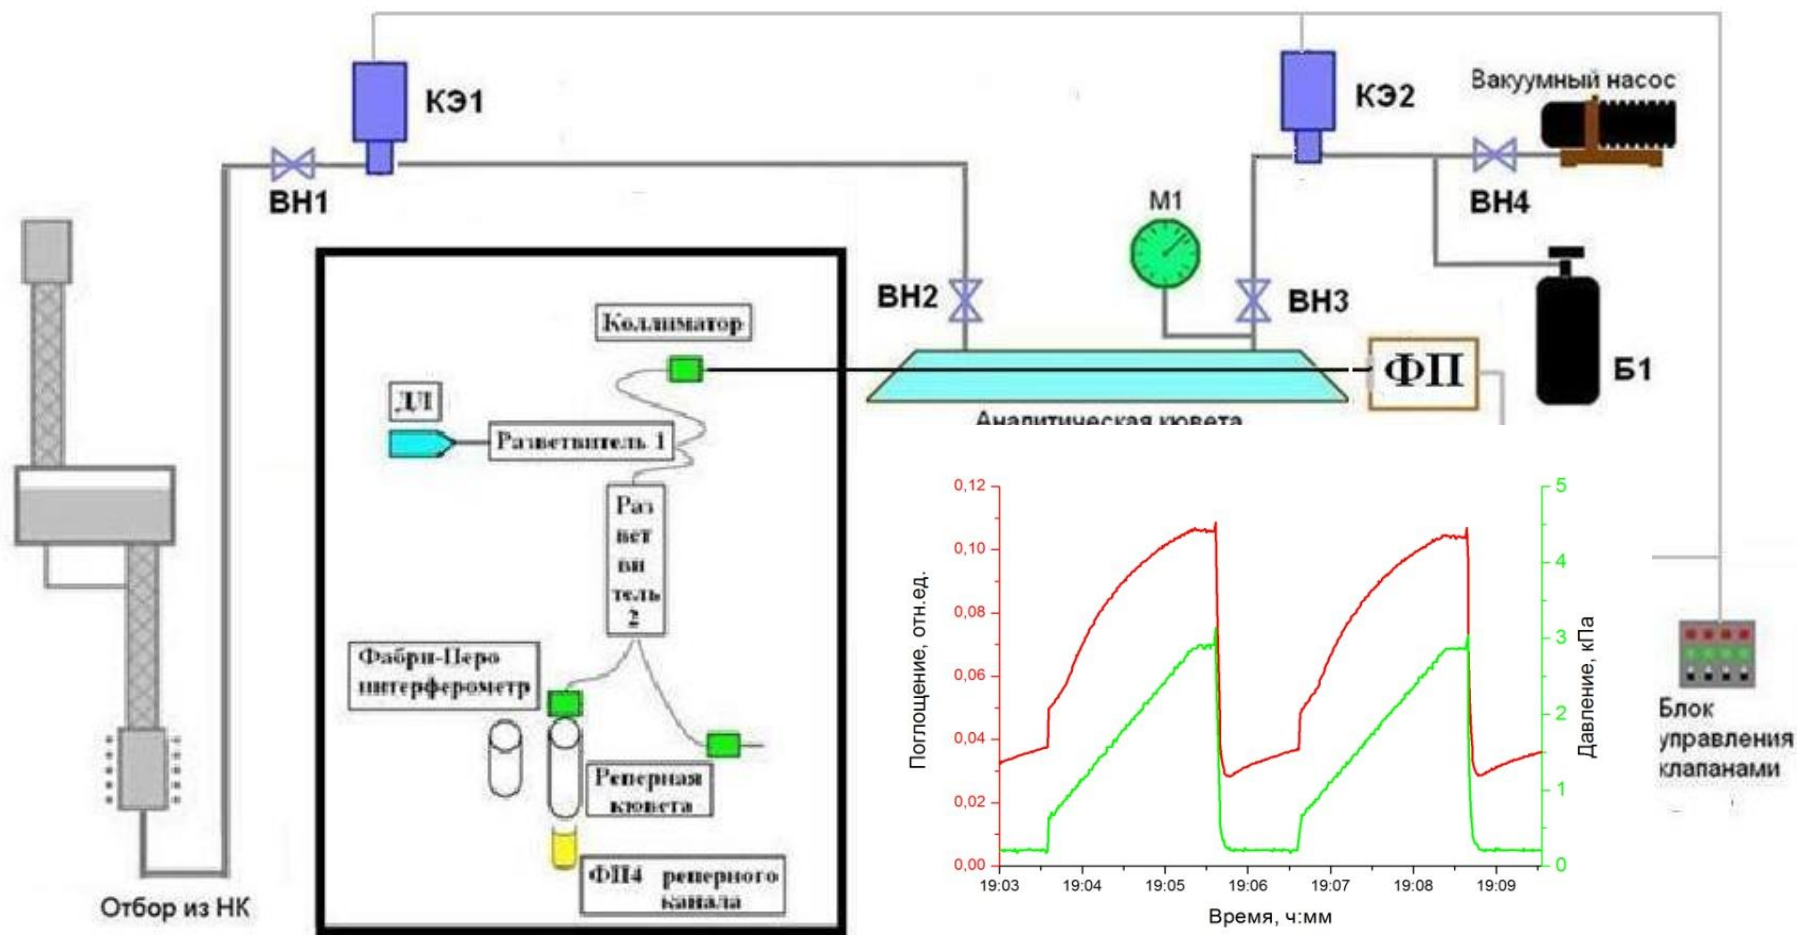 КЭ1
КЭ2
Вакуумный насос
ВН1
ВН4
М1
ВН2
ВН3
ФП
Б1
Аналитическая кювета
Коллиматор
ДЛ
Разветвитель 1
Раз
вет
ви
тель
2
Фабри-Перо
интерферометр
Реперная
кювета
ФП4 реперного
канала
Отбор из НК
Поглощение, отн.ед.
0,12
0,10
0,08
0,06
0,04
0,02
0,00
5
4
3
2
1
0
Давление, кПа
19:03 19:04 19:05 19:06 19:07 19:08 19:09
Время, ч:мм
Блок
управления
клапанами